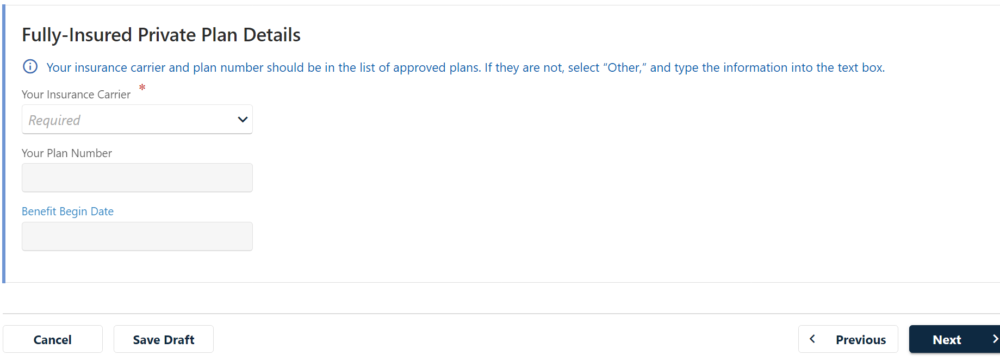 Fully-Insured Private Plan Details
Your insurance carrier and plan number should be in the list of approved plans. If they are not, select “Other,” and type the information into the text box.
Your Insurance Carrier *
Required
Your Plan Number
Benefit Begin Date
Cancel
Save Draft
Previous
Next